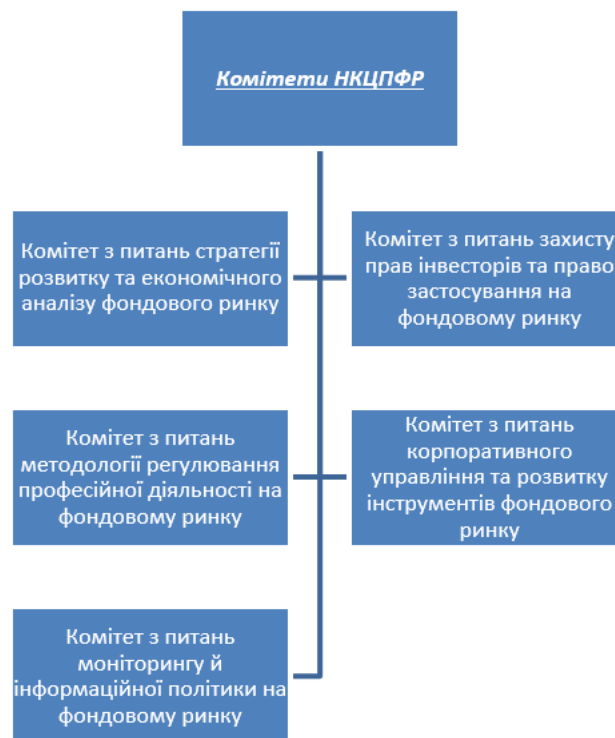 Комітети НКЦПФР
Комітет з питань стратегії
розвитку та економічного
аналізу фондового ринку
Комітет з питань захисту
прав інвесторів та право
застосування на
фондовому ринку
Комітет з питань
методології регулювання
професійної діяльності на
фондовому ринку
Комітет з питань
корпоративного
управління та розвитку
інструментів фондового
ринку
Комітет з питань
моніторингу й
інформаційної політики на
фондовому ринку